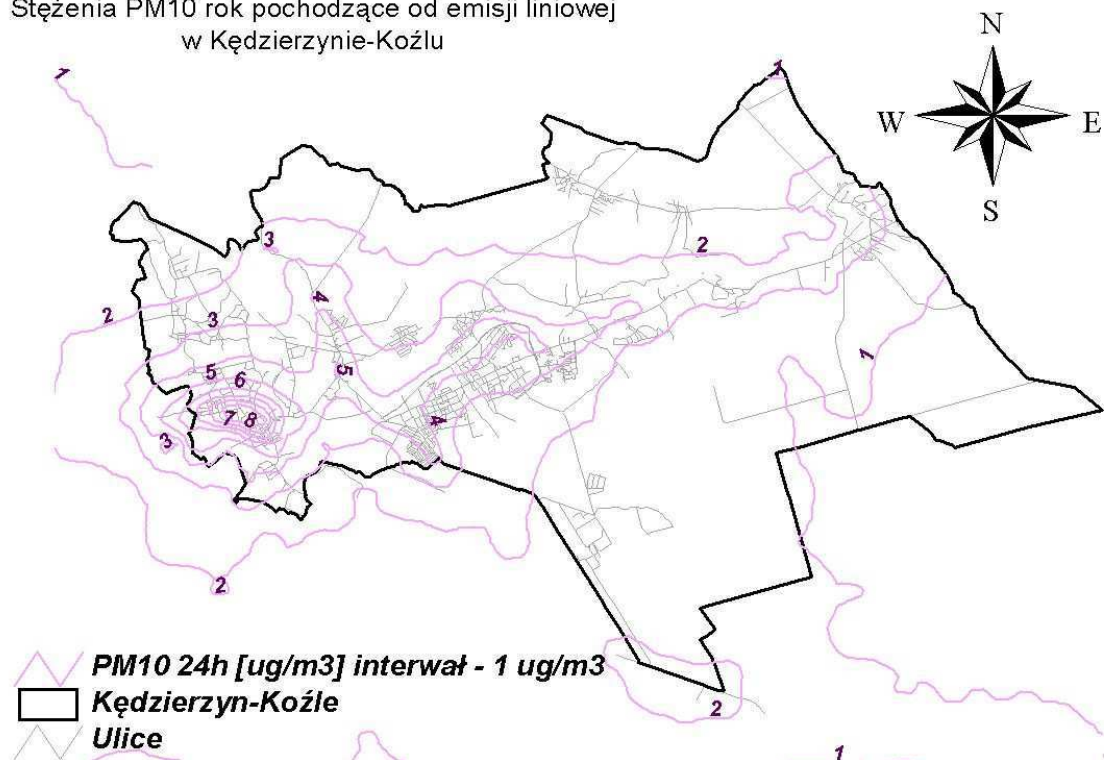 Stężenia PM10 rok pochodzące od emisji liniowej
w Kędzierzynie-Koźlu
N
W E
S
1
1
3
2
4
2
3
5
5
6
1
7 8
4
3
2
PM10 24h [ug/m3] interwał - 1 ug/m3
Kędzierzyn-Koźle
2
Ulice
1